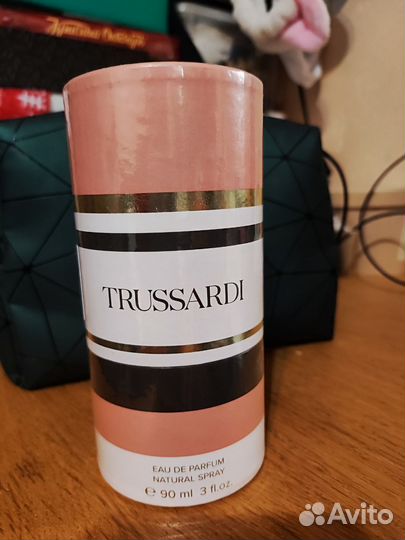 TRUSSARDI
EAU DE PARFUM
NATURAL SPRAY
℮ 90 ml 3 fl.oz.
Avito